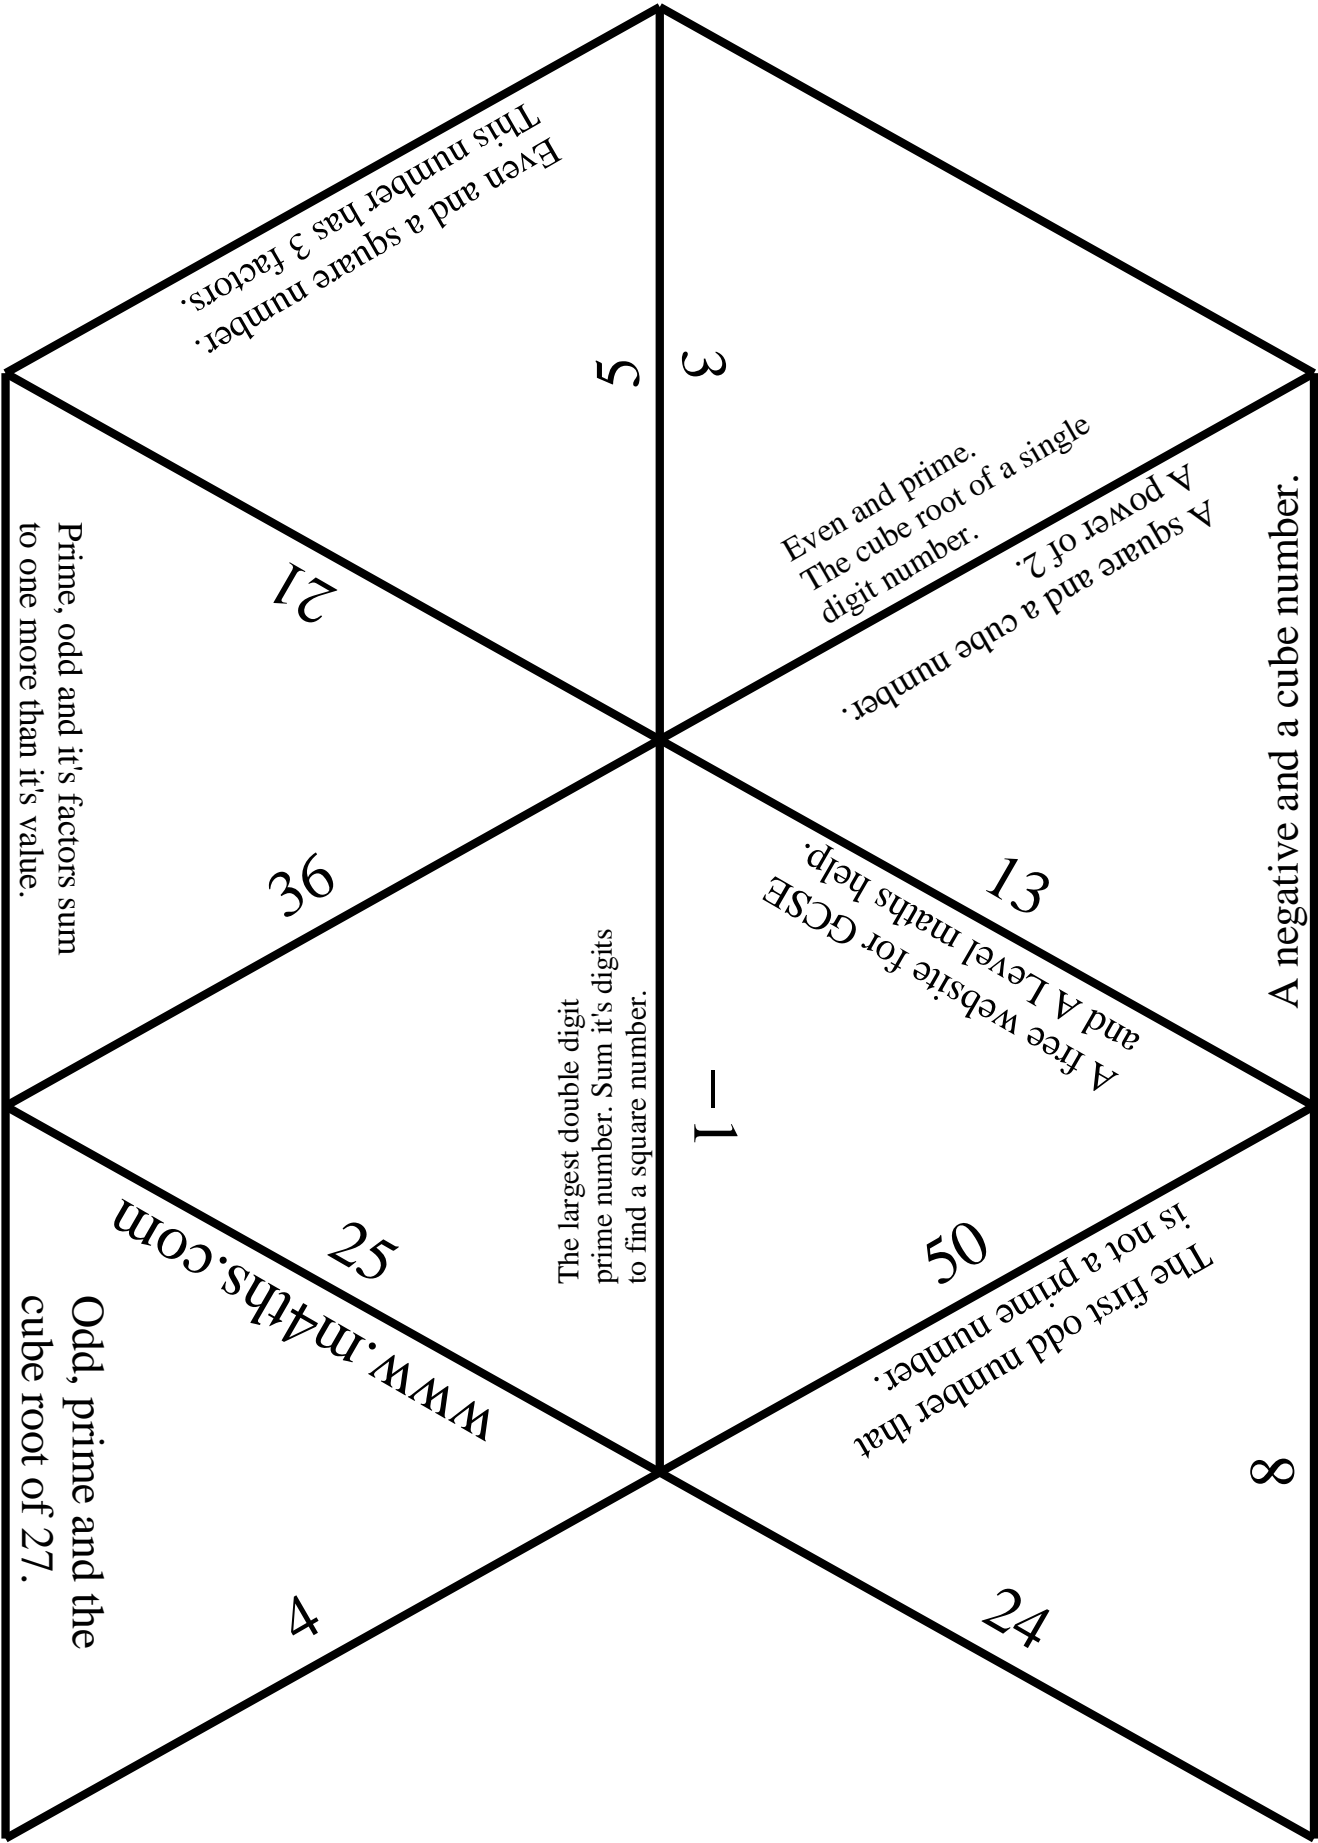 This number has 3 factors.
Even and a square number.
5
3
Even and prime.
The cube root of a single
digit number.
A power of 2.
A square and a cube number.
A negative and a cube number.
Prime, odd and it's factors sum
to one more than it's value.
21
36
13
A free website for GCSE
and A Level maths help.
The largest double digit
prime number. Sum it's digits
to find a square number.
–1
25
50
www.m4ths.com
The first odd number that
is not a prime number.
Odd, prime and the
cube root of 27.
8
4
24